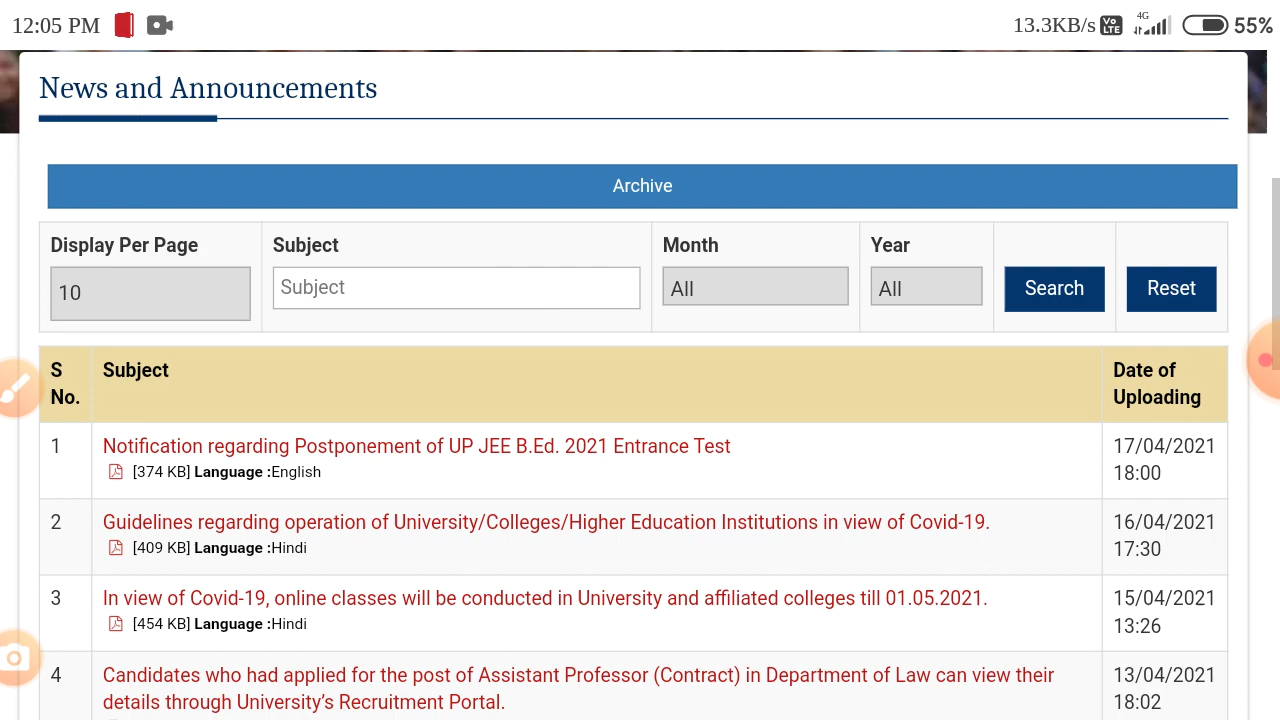 12:05 PM 13.3KB/s Vo LTE 4G 55%
News and Announcements
Archive
Display Per Page Subject Month Year
10 Subject All All Search Reset
S No. Subject Date of Uploading
1 Notification regarding Postponement of UP JEE B.Ed. 2021 Entrance Test 17/04/2021
[374 KB] Language :English 18:00
2 Guidelines regarding operation of University/Colleges/Higher Education Institutions in view of Covid-19. 16/04/2021
[409 KB] Language :Hindi 17:30
3 In view of Covid-19, online classes will be conducted in University and affiliated colleges till 01.05.2021. 15/04/2021
[454 KB] Language :Hindi 13:26
4 Candidates who had applied for the post of Assistant Professor (Contract) in Department of Law can view their 13/04/2021
details through University's Recruitment Portal. 18:02